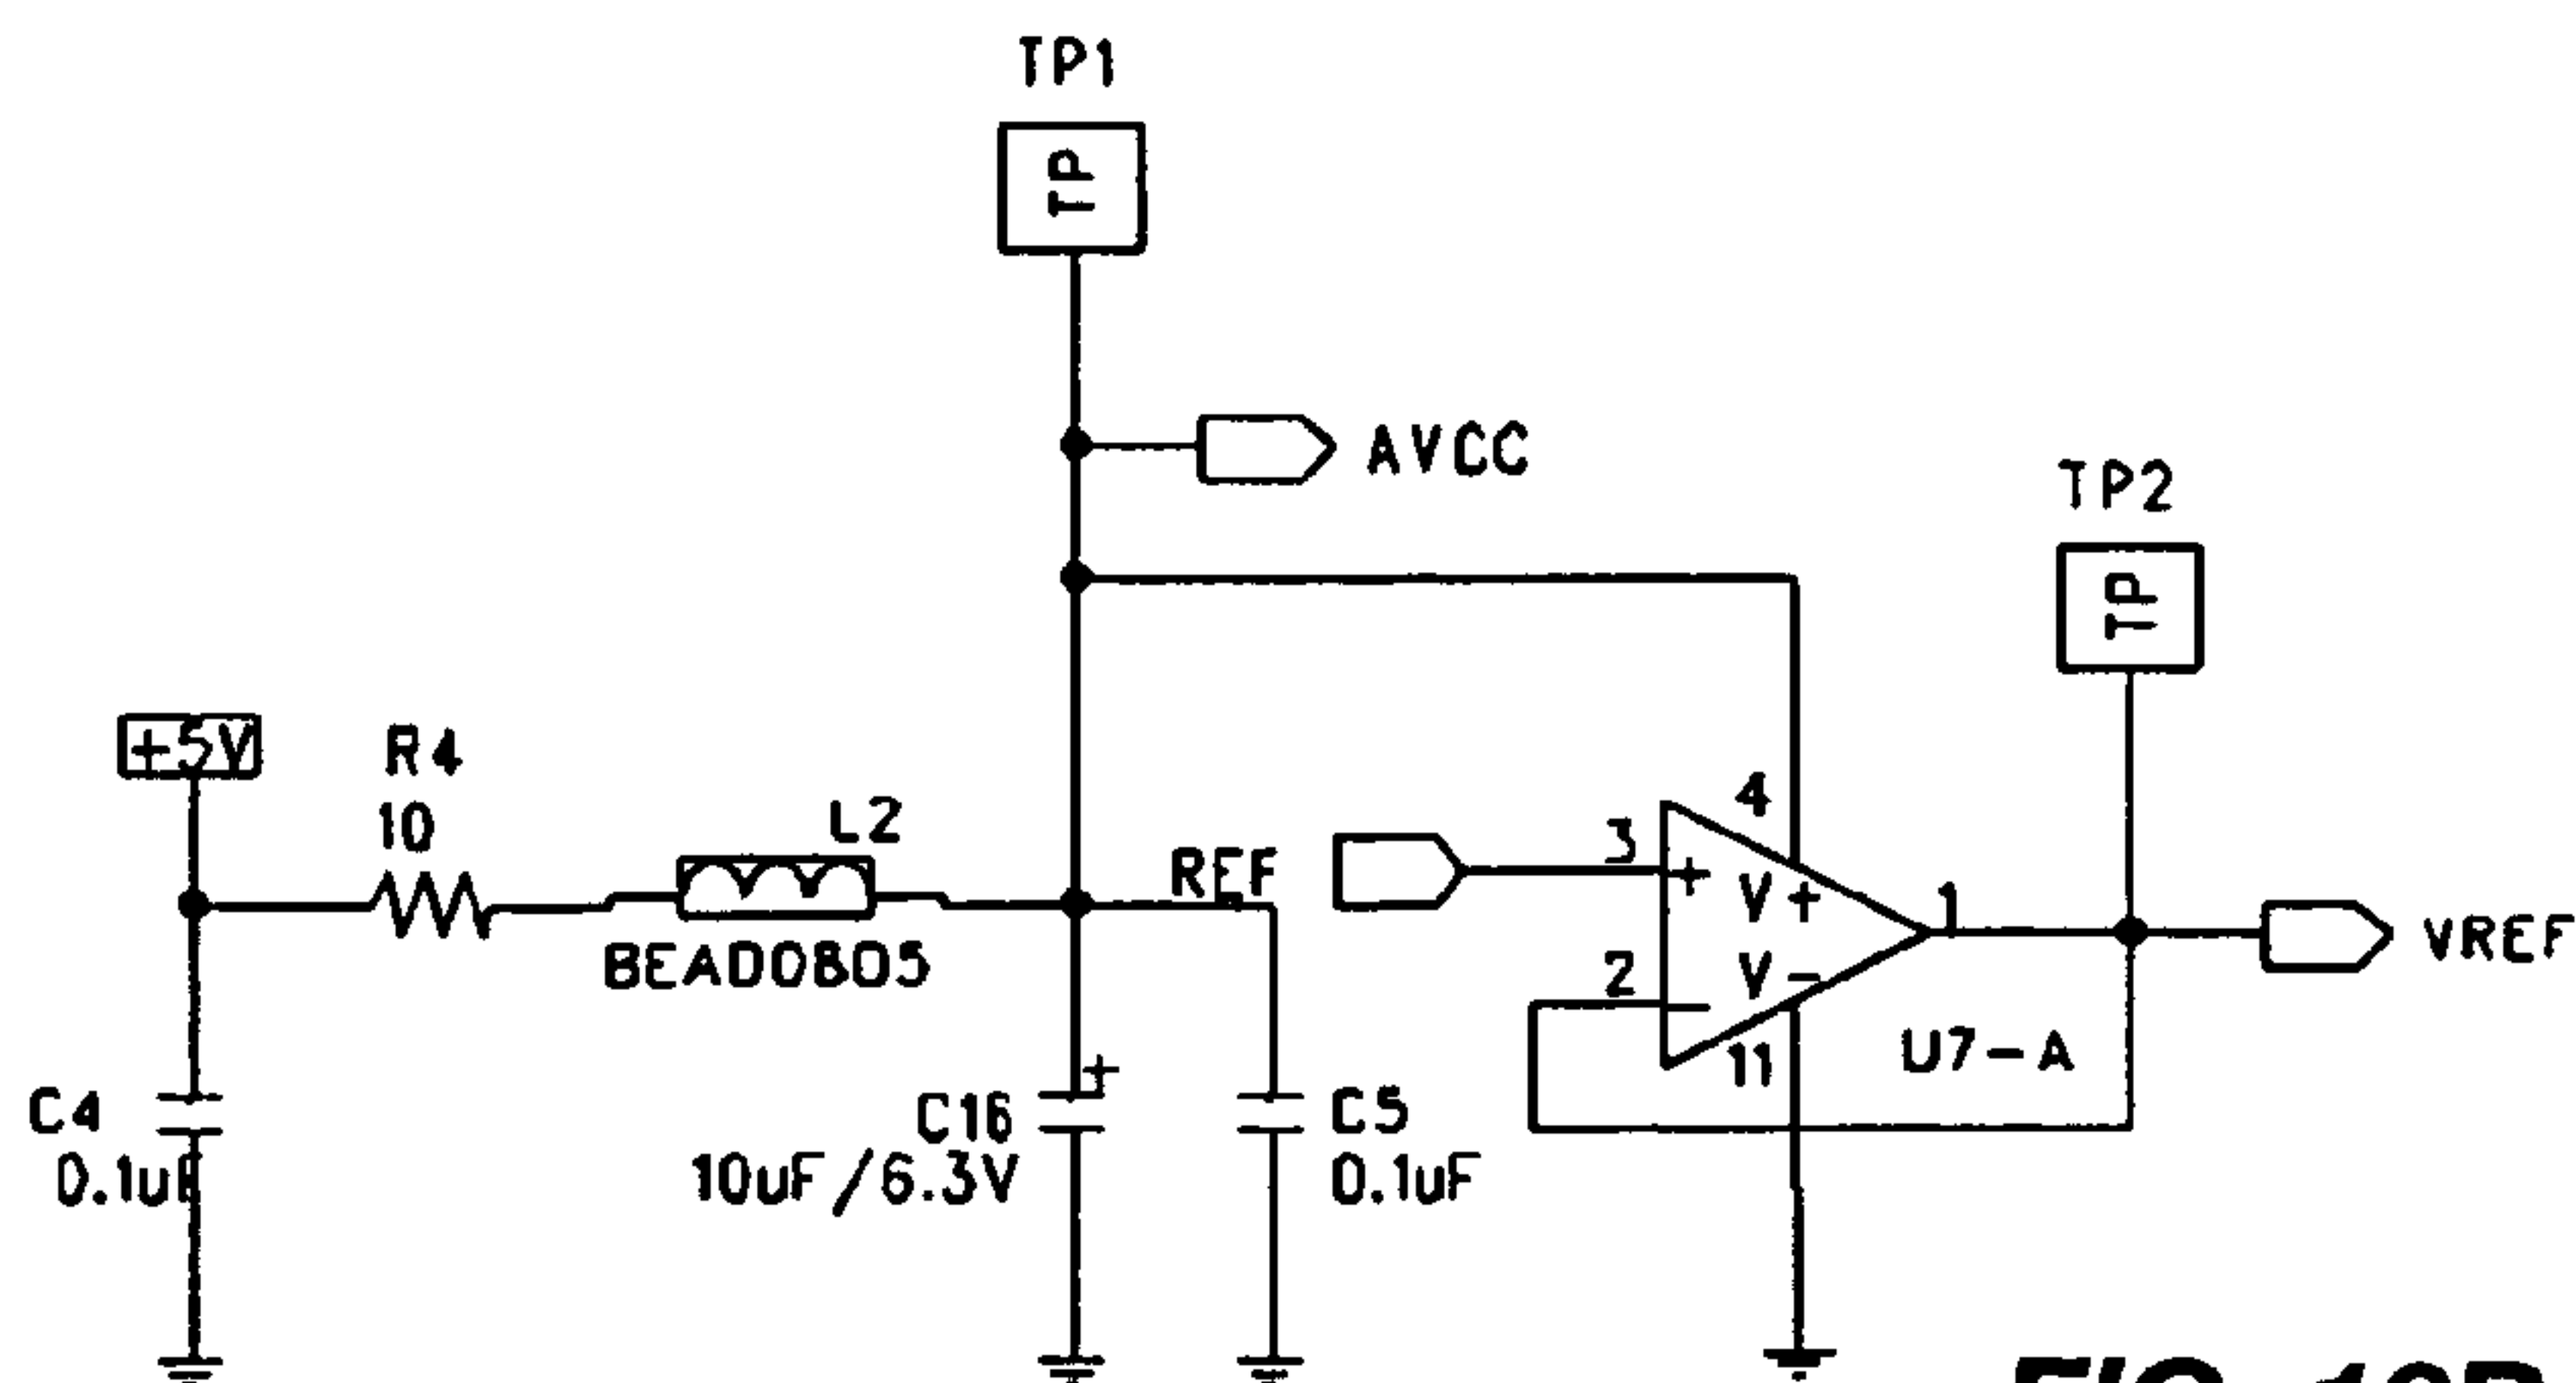 TP1
TP
AVCC
TP2
TP
+5V
R4
10
L2
BEAD0805
REF
3
4
V+
1
VREF
2
V-
11
U7-A
C4
0.1uF
C16
+
10uF/6.3V
C5
0.1uF